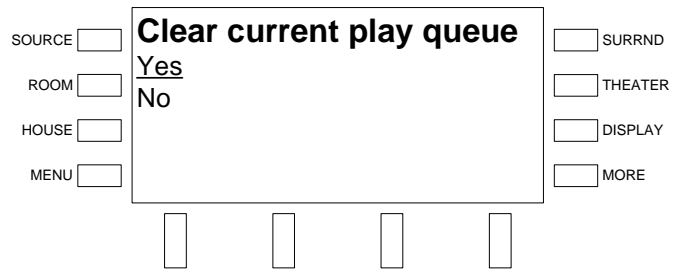 Clear current play queue
Yes
No
SOURCE
ROOM
HOUSE
MENU
SURRND
THEATER
DISPLAY
MORE